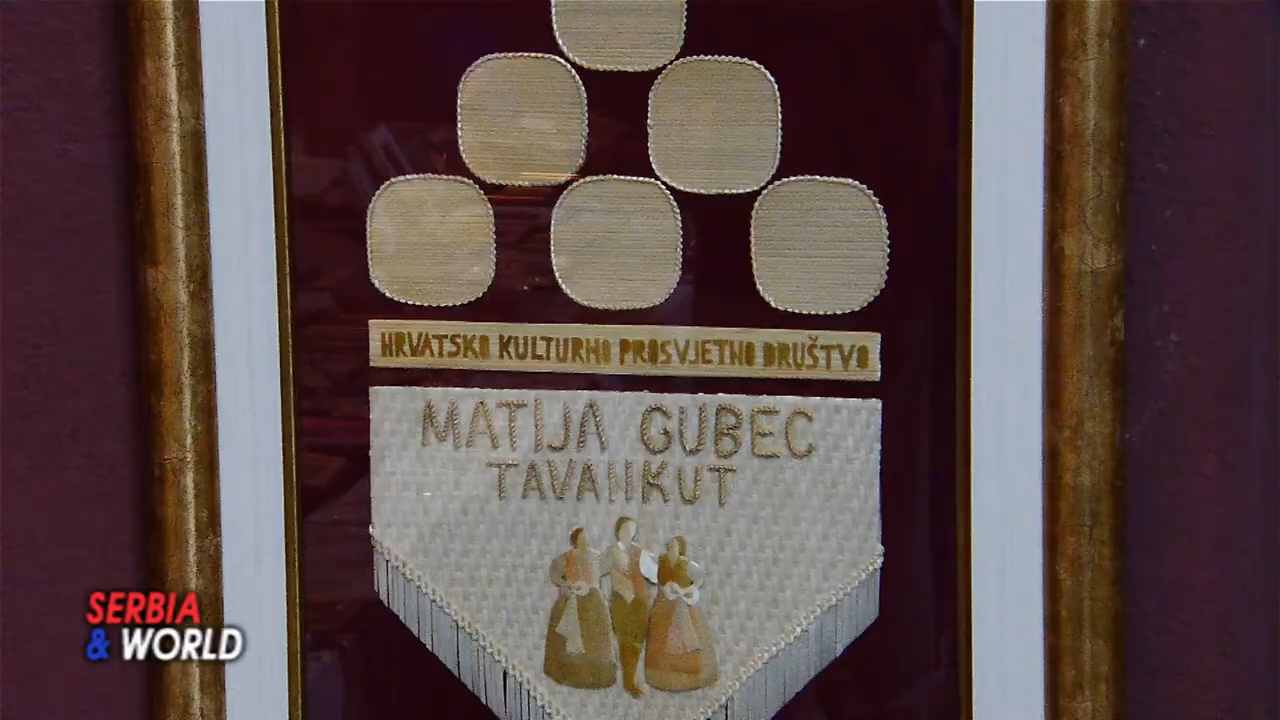 HRVATSKO KULTURNO PROSVJETNO DRUŠTVO
MATIJA GUBEC
TAVANKUT
SERBIA
& WORLD